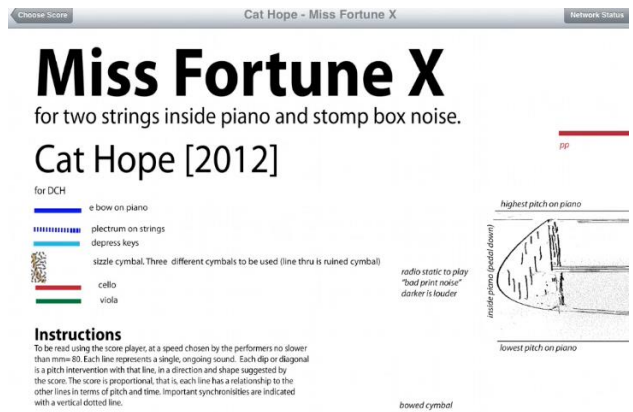 Choose Score
Cat Hope - Miss Fortune X
Network Status
Miss Fortune X
for two strings inside piano and stomp box noise.
Cat Hope [2012]
for DCH
e bow on piano
plectrum on strings
depress keys
sizzle cymbal. Three different cymbals to be used (line thru is ruined cymbal)
cello
viola
Instructions
To be read using the score player, at a speed chosen by the performers no slower
than mm= 80. Each line represents a single, ongoing sound. Each dip or diagonal
is a pitch intervention with that line, in a direction and shape suggested by
the score. The score is proportional, that is, each line has a relationship to the
other lines in terms of pitch and time. Important synchronisities are indicated
with a vertical dotted line.
pp
highest pitch on piano
inside piano (pedal down)
radio static to play
"bad print noise"
darker is louder
lowest pitch on piano
bowed cymbal